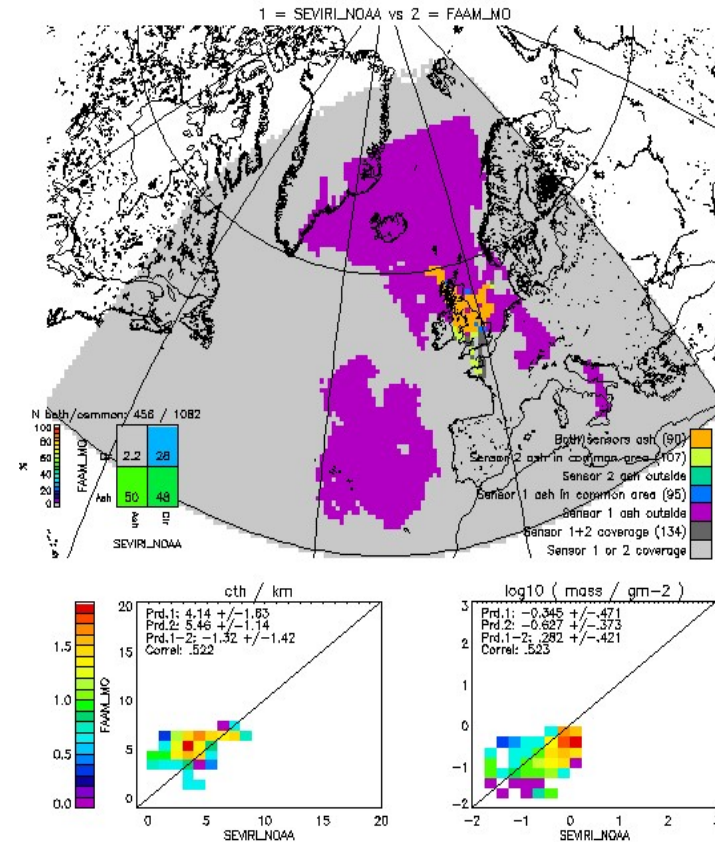 1 = SEVIRI_NOAA vs 2 = FAAM_MO
N both/common: 456 / 1082
100
80
60
40
20
0
%
FAAM_MO
Clr
Ash
2.2
28
50
48
Ash
Clr
SEVIRI_NOAA
Both sensors ash (90)
Sensor 2 ash in common area (107)
Sensor 2 ash outside
Sensor 1 ash in common area (95)
Sensor 1 ash outside
Sensor 1+2 coverage (134)
Sensor 1 or 2 coverage
1.5
1.0
0.5
0.0
cth / km
Prd.1: 4.14 +/-1.63
Prd.2: 5.46 +/-1.14
Prd.1-2: -1.32 +/-1.42
Correl: .522
20
15
10
5
0
FAAM_MO
0
5
10
15
20
SEVIRI_NOAA
log10 ( mass / gm-2 )
Prd.1: -0.345 +/-.471
Prd.2: -0.627 +/-.373
Prd.1-2: .282 +/-.421
Correl: .523
3
2
1
0
-1
-2
-2
-1
0
1
2
3
SEVIRI_NOAA